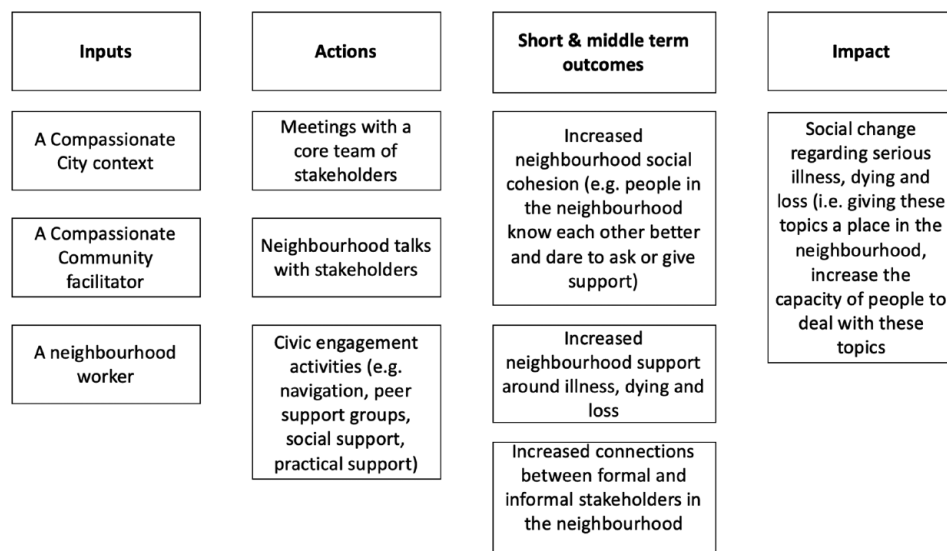 Inputs
A Compassionate
City context
A Compassionate
Community
facilitator
A neighbourhood
worker
Actions
Meetings with a
core team of
stakeholders
Neighbourhood talks
with stakeholders
Civic engagement
activities (e.g.
navigation, peer
support groups,
social support,
practical support)
Short & middle term
outcomes
Increased
neighbourhood social
cohesion (e.g. people in
the neighbourhood
know each other better
and dare to ask or give
support)
Increased
neighbourhood support
around illness, dying and
loss
Increased connections
between formal and
informal stakeholders in
the neighbourhood
Impact
Social change
regarding serious
illness, dying and
loss (i.e. giving these
topics a place in the
neighbourhood,
increase the
capacity of people to
deal with these
topics